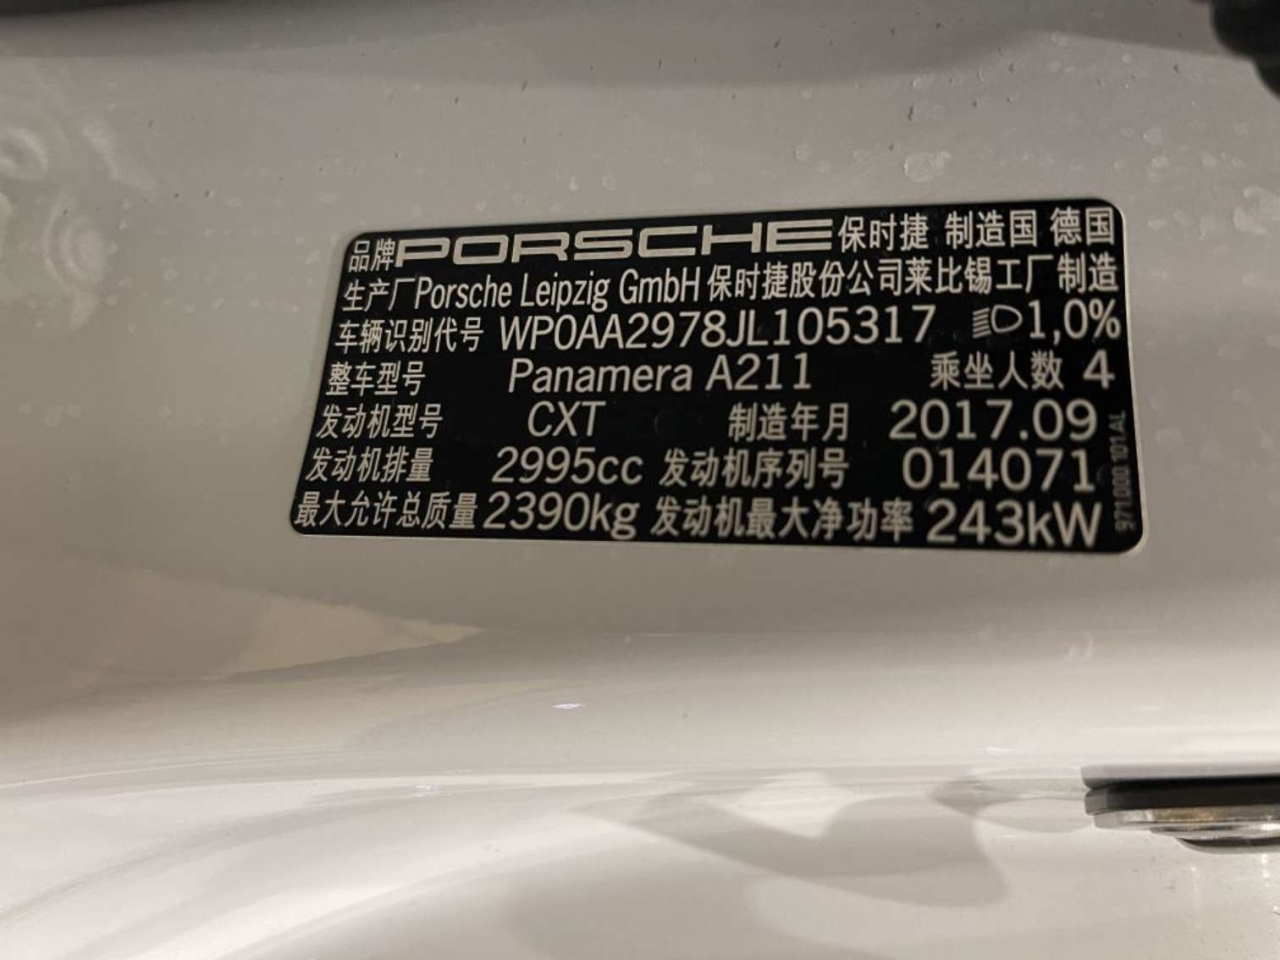 品牌PORSCHE保时捷 制造国 德国
生产厂Porsche Leipzig GmbH 保时捷股份公司莱比锡工厂制造
车辆识别代号 WP0AA2978JL105317 1,0%
整车型号 Panamera A211 乘坐人数 4
发动机型号 CXT 制造年月 2017.09
发动机排量 2995cc 发动机序列号 014071
最大允许总质量 2390kg 发动机最大净功率 243kW
971 000 101 AL